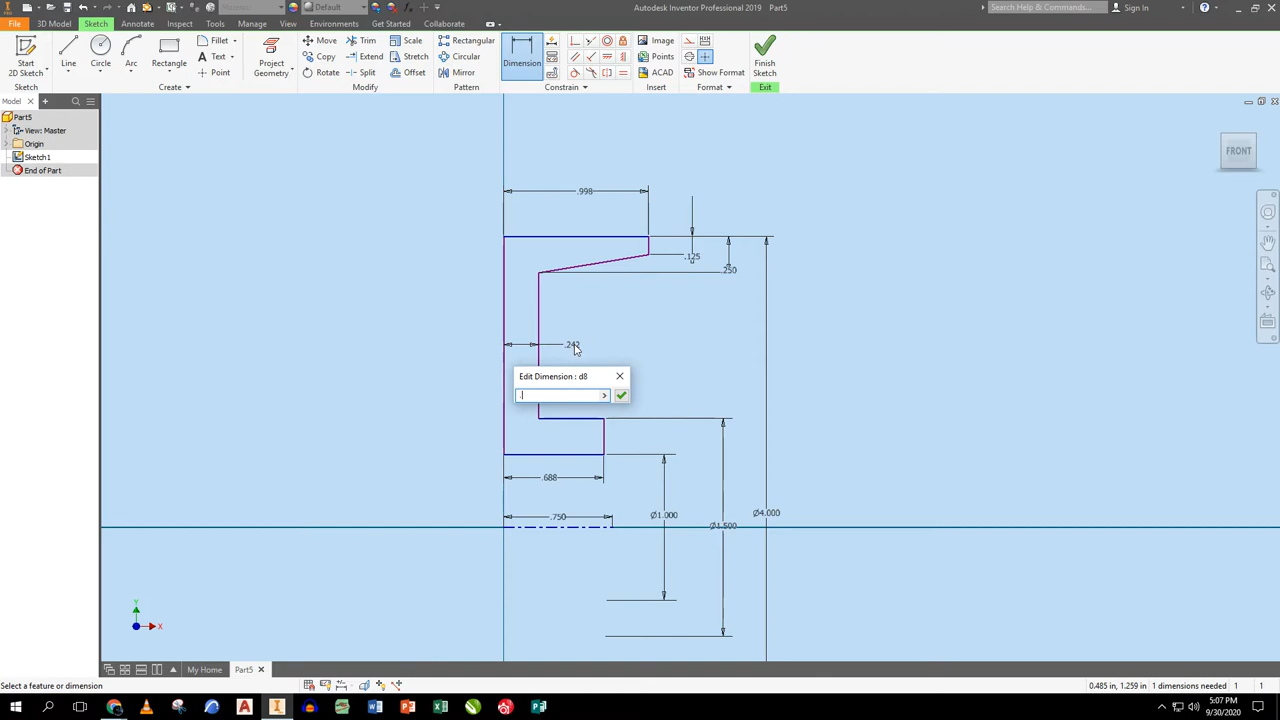 Material
Default
Autodesk Inventor Professional 2019 Part5
Search Help & Commands...
Sign In
File 3D Model Sketch Annotate Inspect Tools Manage View Environments Get Started Collaborate
Start
2D Sketch
Line
Circle
Arc
Rectangle
Fillet
Text
Point
Project
Geometry
Move
Copy
Rotate
Trim
Extend
Split
Scale
Stretch
Offset
Rectangular
Circular
Mirror
Dimension
Image
Points
ACAD
Show Format
Finish
Sketch
Sketch Create Modify Pattern Constrain Insert Format Exit
Model
Part5
View: Master
Origin
Sketch1
End of Part
FRONT
.998
.125
.250
Edit Dimension : d8
.
.688
.750
Ø1.000
Ø1.500
Ø4.000
Y
X
My Home
Part5
Select a feature or dimension
0.485 in, 1.259 in 1 dimensions needed 1 1
5:07 PM
9/30/2020